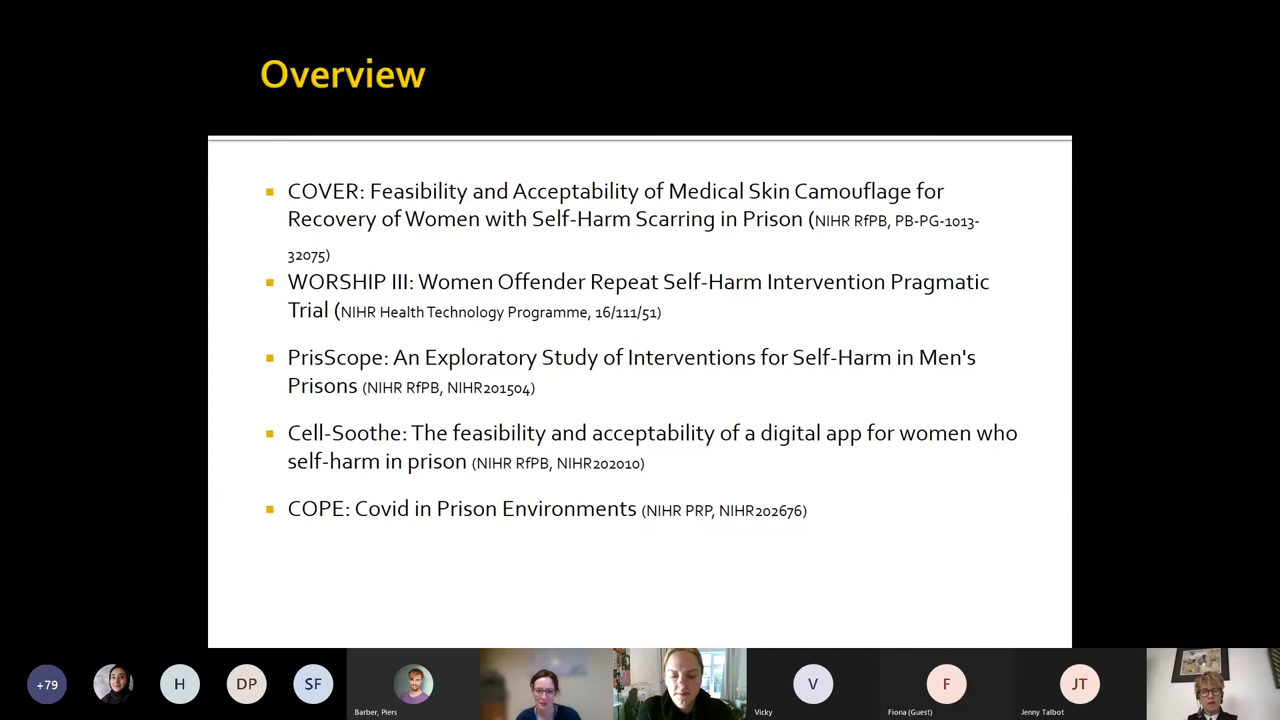 Overview
COVER: Feasibility and Acceptability of Medical Skin Camouflage for
Recovery of Women with Self-Harm Scarring in Prison (NIHR RfPB, PB-PG-1013-
32075)
WORSHIP III: Women Offender Repeat Self-Harm Intervention Pragmatic
Trial (NIHR Health Technology Programme, 16/111/51)
PrisScope: An Exploratory Study of Interventions for Self-Harm in Men's
Prisons (NIHR RfPB, NIHR201504)
Cell-Soothe: The feasibility and acceptability of a digital app for women who
self-harm in prison (NIHR RfPB, NIHR202010)
COPE: Covid in Prison Environments (NIHR PRP, NIHR202676)
+79
H
DP
SF
V
F
JT
Barber, Piers
Vicky
Fiona (Guest)
Jenny Talbot